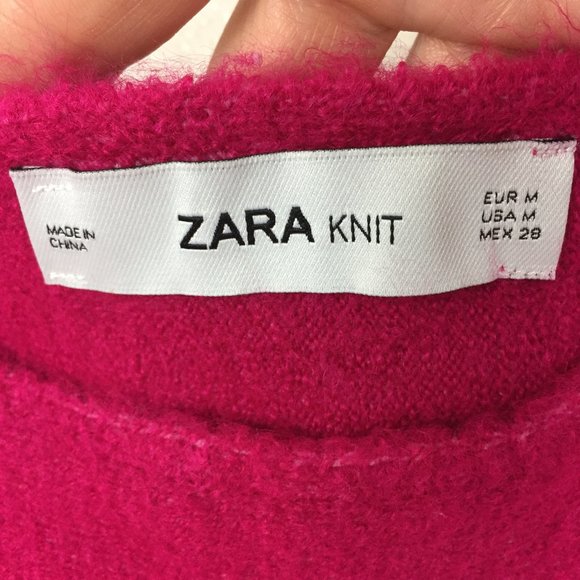 MADE IN
CHINA
ZARA KNIT
EUR M
USA M
MEX 28